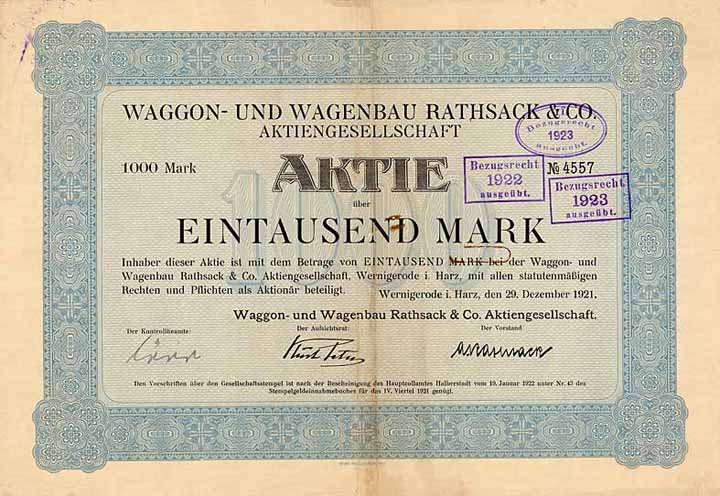 WAGGON- UND WAGENBAU RATHSACK & CO.
AKTIENGESELLSCHAFT
Bezugsrecht
1923
ausgeübt.
1000 Mark
AKTIE
Bezugsrecht
1922
ausgeübt.
№ 4557
Bezugsrecht
1923
ausgeübt.
1000
über
EINTAUSEND MARK
Inhaber dieser Aktie ist mit dem Betrage von EINTAUSEND MARK bei der Waggon- und
Wagenbau Rathsack & Co. Aktiengesellschaft, Wernigerode i. Harz, mit allen statutenmäßigen
Rechten und Pflichten als Aktionär beteiligt. Wernigerode i. Harz, den 29. Dezember 1921.
Waggon- und Wagenbau Rathsack & Co. Aktiengesellschaft.
Der Kontrollbeamte: Der Aufsichtsrat: Der Vorstand
Den Vorschriften über den Gesellschaftsstempel ist nach der Bescheinigung des Hauptzollamtes Halberstadt vom 19. Januar 1922 unter Nr. 43 des
Stempelgeldeinnahmebuches für das IV. Viertel 1921 genügt.